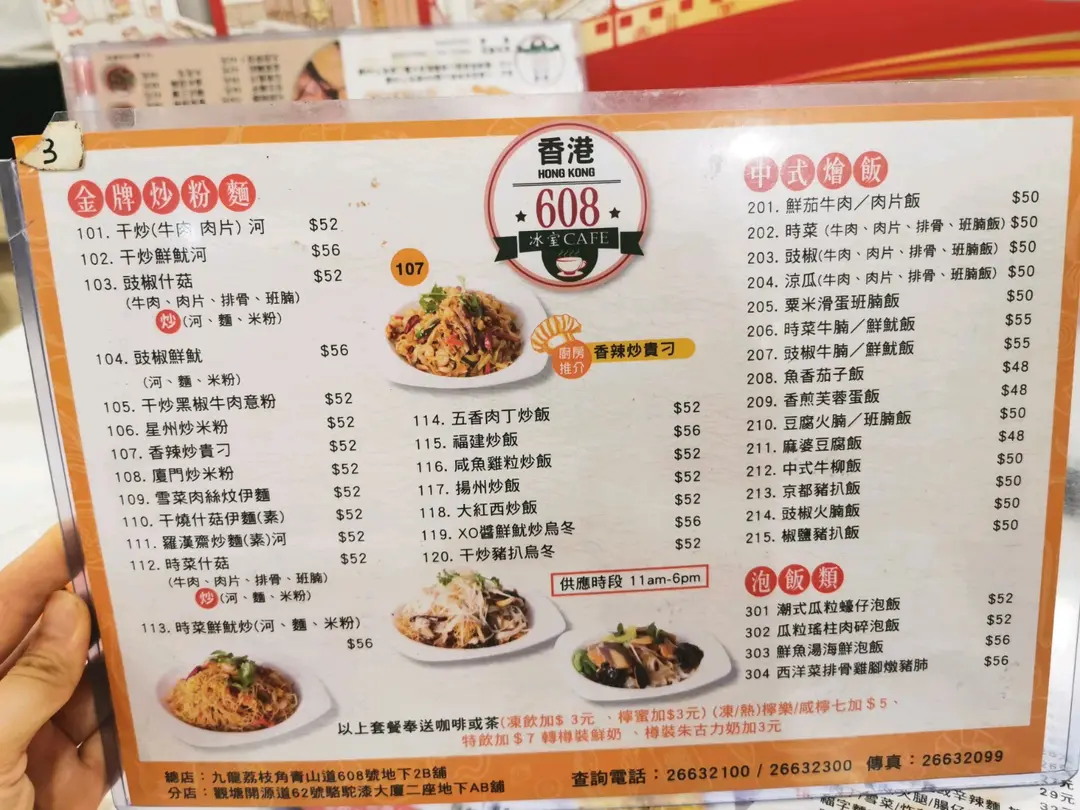 3
香港
HONG KONG
608
冰室CAFE
金牌炒粉麵
101. 干炒(牛肉 肉片) 河 $52
102. 干炒鮮魷河 $56
103. 豉椒什菇 $52
(牛肉、肉片、排骨、班腩)
炒(河、麵、米粉)
104. 豉椒鮮魷 $56
(河、麵、米粉)
105. 干炒黑椒牛肉意粉 $52
106. 星州炒米粉 $52
107. 香辣炒貴刁 $52
108. 廈門炒米粉 $52
109. 雪菜肉絲炆伊麵 $52
110. 干燒什菇伊麵(素) $52
111. 羅漢齋炒麵(素)河 $52
112. 時菜什菇 $52
(牛肉、肉片、排骨、班腩)
炒(河、麵、米粉)
113. 時菜鮮魷炒(河、麵、米粉)
$56
107
廚房
推介
香辣炒貴刁
114. 五香肉丁炒飯 $52
115. 福建炒飯 $56
116. 咸魚雞粒炒飯 $52
117. 揚州炒飯 $52
118. 大紅西炒飯 $52
119. XO醬鮮魷炒烏冬 $56
120. 干炒豬扒烏冬 $52
供應時段 11am-6pm
中式燴飯
201. 鮮茄牛肉／肉片飯 $50
202. 時菜 (牛肉、肉片、排骨、班腩飯) $50
203. 豉椒(牛肉、肉片、排骨、班腩飯) $50
204. 涼瓜(牛肉、肉片、排骨、班腩飯) $50
205. 粟米滑蛋班腩飯 $50
206. 時菜牛腩／鮮魷飯 $55
207. 豉椒牛腩／鮮魷飯 $55
208. 魚香茄子飯 $48
209. 香煎芙蓉蛋飯 $48
210. 豆腐火腩／班腩飯 $50
211. 麻婆豆腐飯 $48
212. 中式牛柳飯 $50
213. 京都豬扒飯 $50
214. 豉椒火腩飯 $50
215. 椒鹽豬扒飯 $50
泡飯類
301 潮式瓜粒蠔仔泡飯 $52
302 瓜粒瑤柱肉碎泡飯 $52
303 鮮魚湯海鮮泡飯 $56
304 西洋菜排骨雞腳燉豬肺 $56
以上套餐奉送咖啡或茶(凍飲加$ 3元 、檸蜜加$3元) (凍/熱)檸樂/咸檸七加＄5、
特飲加＄7 轉樽裝鮮奶 、樽裝朱古力奶加3元
總店：九龍荔枝角青山道608號地下2B舖
分店：觀塘開源道62號駱駝漆大廈二座地下AB舖
查詢電話：26632100 / 26632300 傳真：26632099
29元